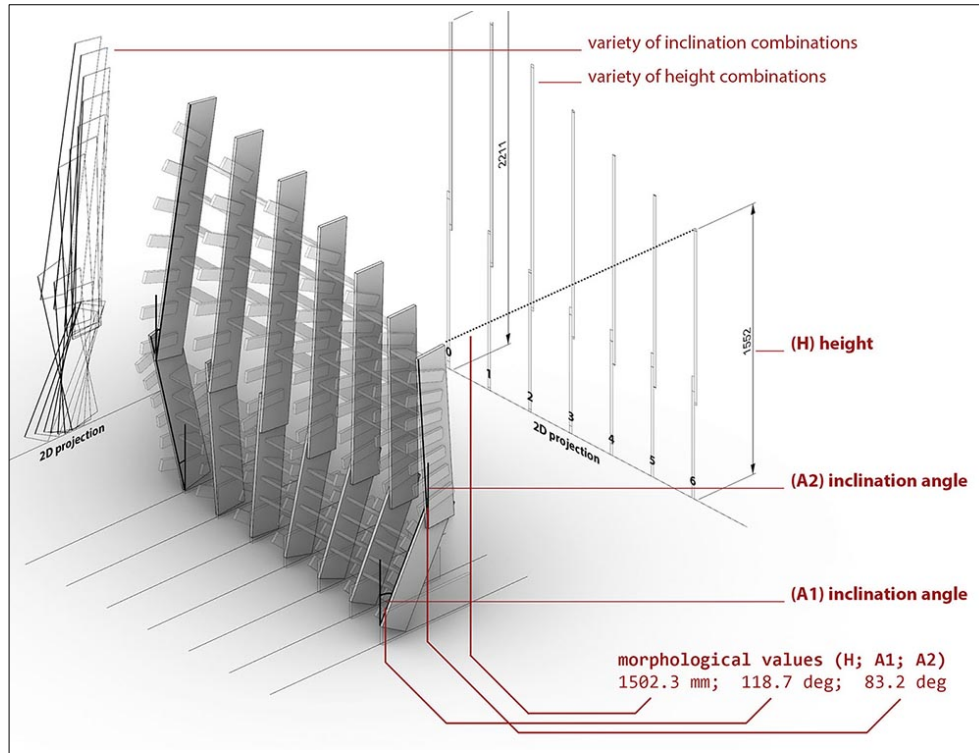 variety of inclination combinations
variety of height combinations
2211
1552
(H) height
0
1
2
3
4
5
6
2D projection
2D projection
(A2) inclination angle
(A1) inclination angle
morphological values (H; A1; A2)
1502.3 mm; 118.7 deg; 83.2 deg